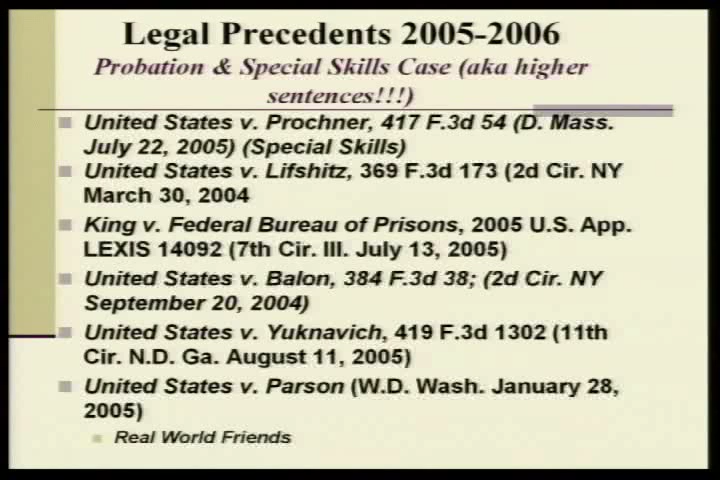 Legal Precedents 2005-2006
Probation & Special Skills Case (aka higher
sentences!!!)
United States v. Prochner, 417 F.3d 54 (D. Mass.
July 22, 2005) (Special Skills)
United States v. Lifshitz, 369 F.3d 173 (2d Cir. NY
March 30, 2004
King v. Federal Bureau of Prisons, 2005 U.S. App.
LEXIS 14092 (7th Cir. Ill. July 13, 2005)
United States v. Balon, 384 F.3d 38; (2d Cir. NY
September 20, 2004)
United States v. Yuknavich, 419 F.3d 1302 (11th
Cir. N.D. Ga. August 11, 2005)
United States v. Parson (W.D. Wash. January 28,
2005)
Real World Friends